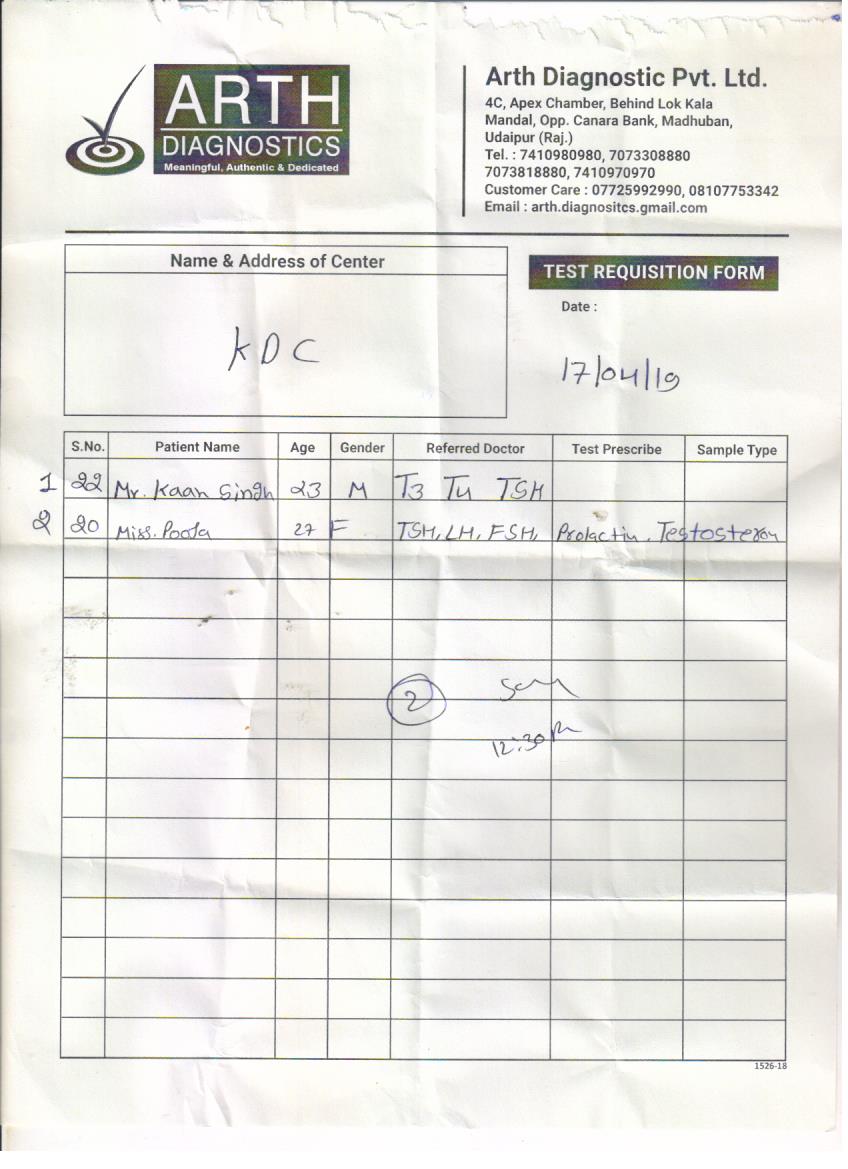 ARTH
DIAGNOSTICS
Meaningful, Authentic & Dedicated
Arth Diagnostic Pvt. Ltd.
4C, Apex Chamber, Behind Lok Kala
Mandal, Opp. Canara Bank, Madhuban,
Udaipur (Raj.)
Tel. : 7410980980, 7073308880
7073818880, 7410970970
Customer Care : 07725992990, 08107753342
Email : arth.diagnositcs.gmail.com
Name & Address of Center
KDC
TEST REQUISITION FORM
Date :
17/04/19
S.No. Patient Name Age Gender Referred Doctor Test Prescribe Sample Type
1 22 Mr. Kaan Singh 23 M T3 T4 TSH
2 20 Miss. Pooja 27 F TSH, LH, FSH, Prolactin, Testosteron
2
12:30
1526-18